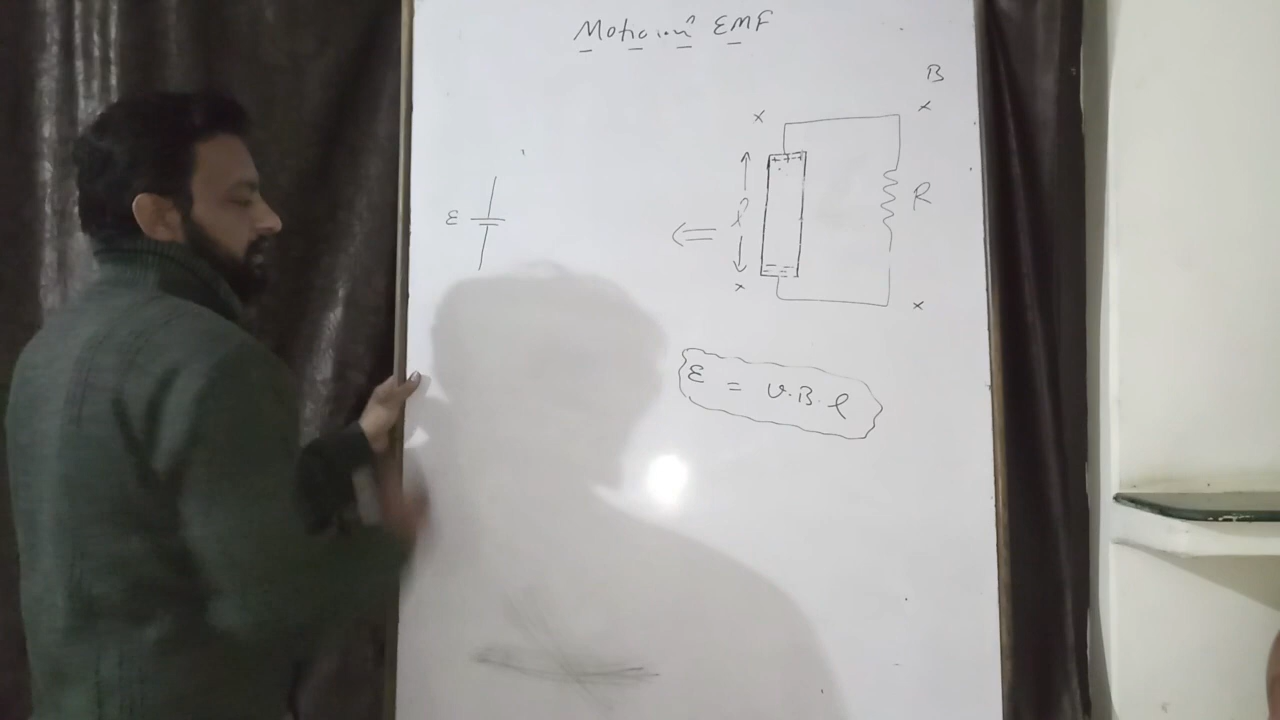 Motional EMF
B
x x
+ + +
R
ε
l
- - -
x x
ε = v.B.l